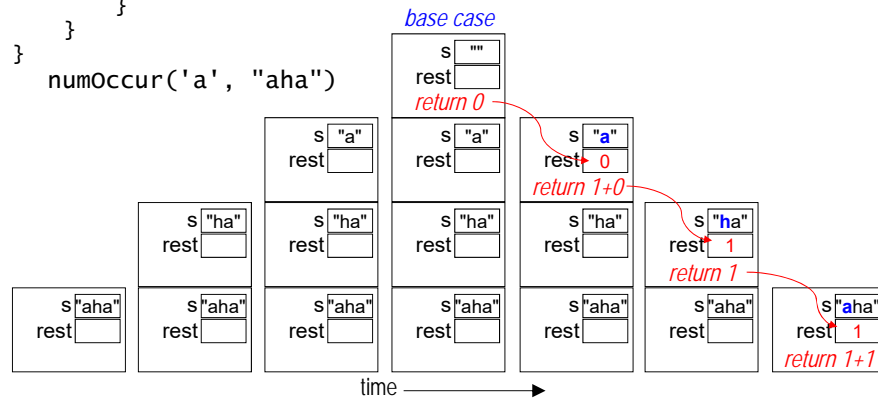 }
}
}
numOccur('a', "aha")
base case
s ""
rest
return 0
s "a" s "a" s "a"
rest rest rest 0
return 1+0
s "ha" s "ha" s "ha" s "ha" s "ha"
rest rest rest rest rest 1
return 1
s "aha" s "aha" s "aha" s "aha" s "aha" s "aha" s "aha"
rest rest rest rest rest rest rest 1
return 1+1
time